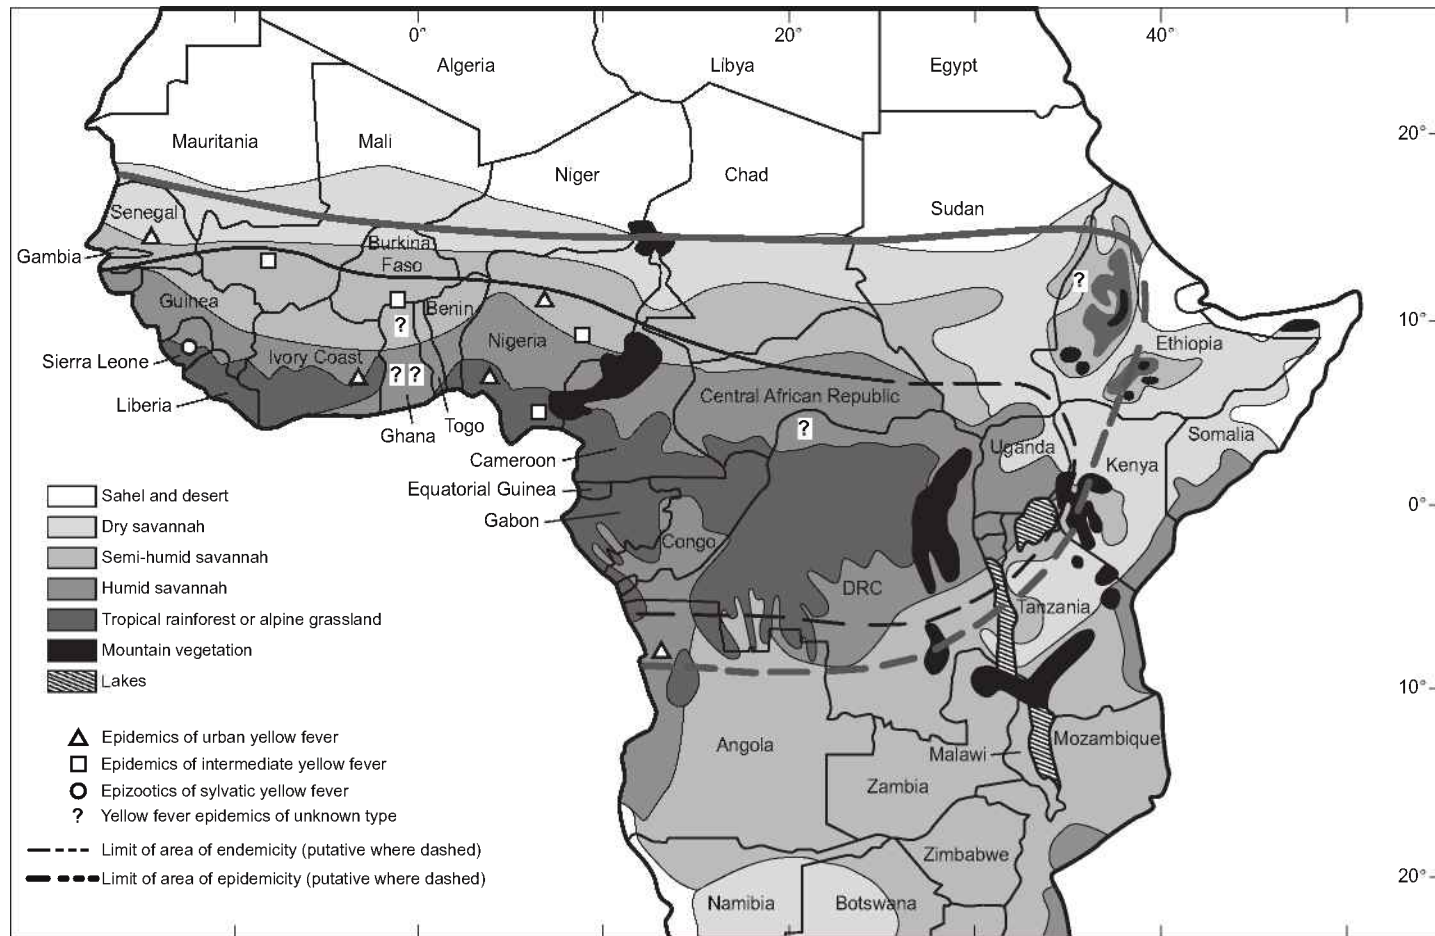 0°
20°
40°
Algeria
Libya
Egypt
20°
Mauritania
Mali
Niger
Chad
Sudan
Senegal
Gambia
Burkina
Faso
?
Guinea
Benin
10°
?
Nigeria
Ethiopia
Sierra Leone
Ivory Coast
? ?
Liberia
Central African Republic
Ghana
Togo
?
Somalia
Uganda
Cameroon
Kenya
Equatorial Guinea
Sahel and desert
0°
Gabon
Dry savannah
Congo
Semi-humid savannah
DRC
Humid savannah
Tanzania
Tropical rainforest or alpine grassland
Mountain vegetation
Lakes
10°
Epidemics of urban yellow fever
Angola
Mozambique
Malawi
Epidemics of intermediate yellow fever
Zambia
Epizootics of sylvatic yellow fever
? Yellow fever epidemics of unknown type
Limit of area of endemicity (putative where dashed)
Zimbabwe
Limit of area of epidemicity (putative where dashed)
20°
Namibia
Botswana